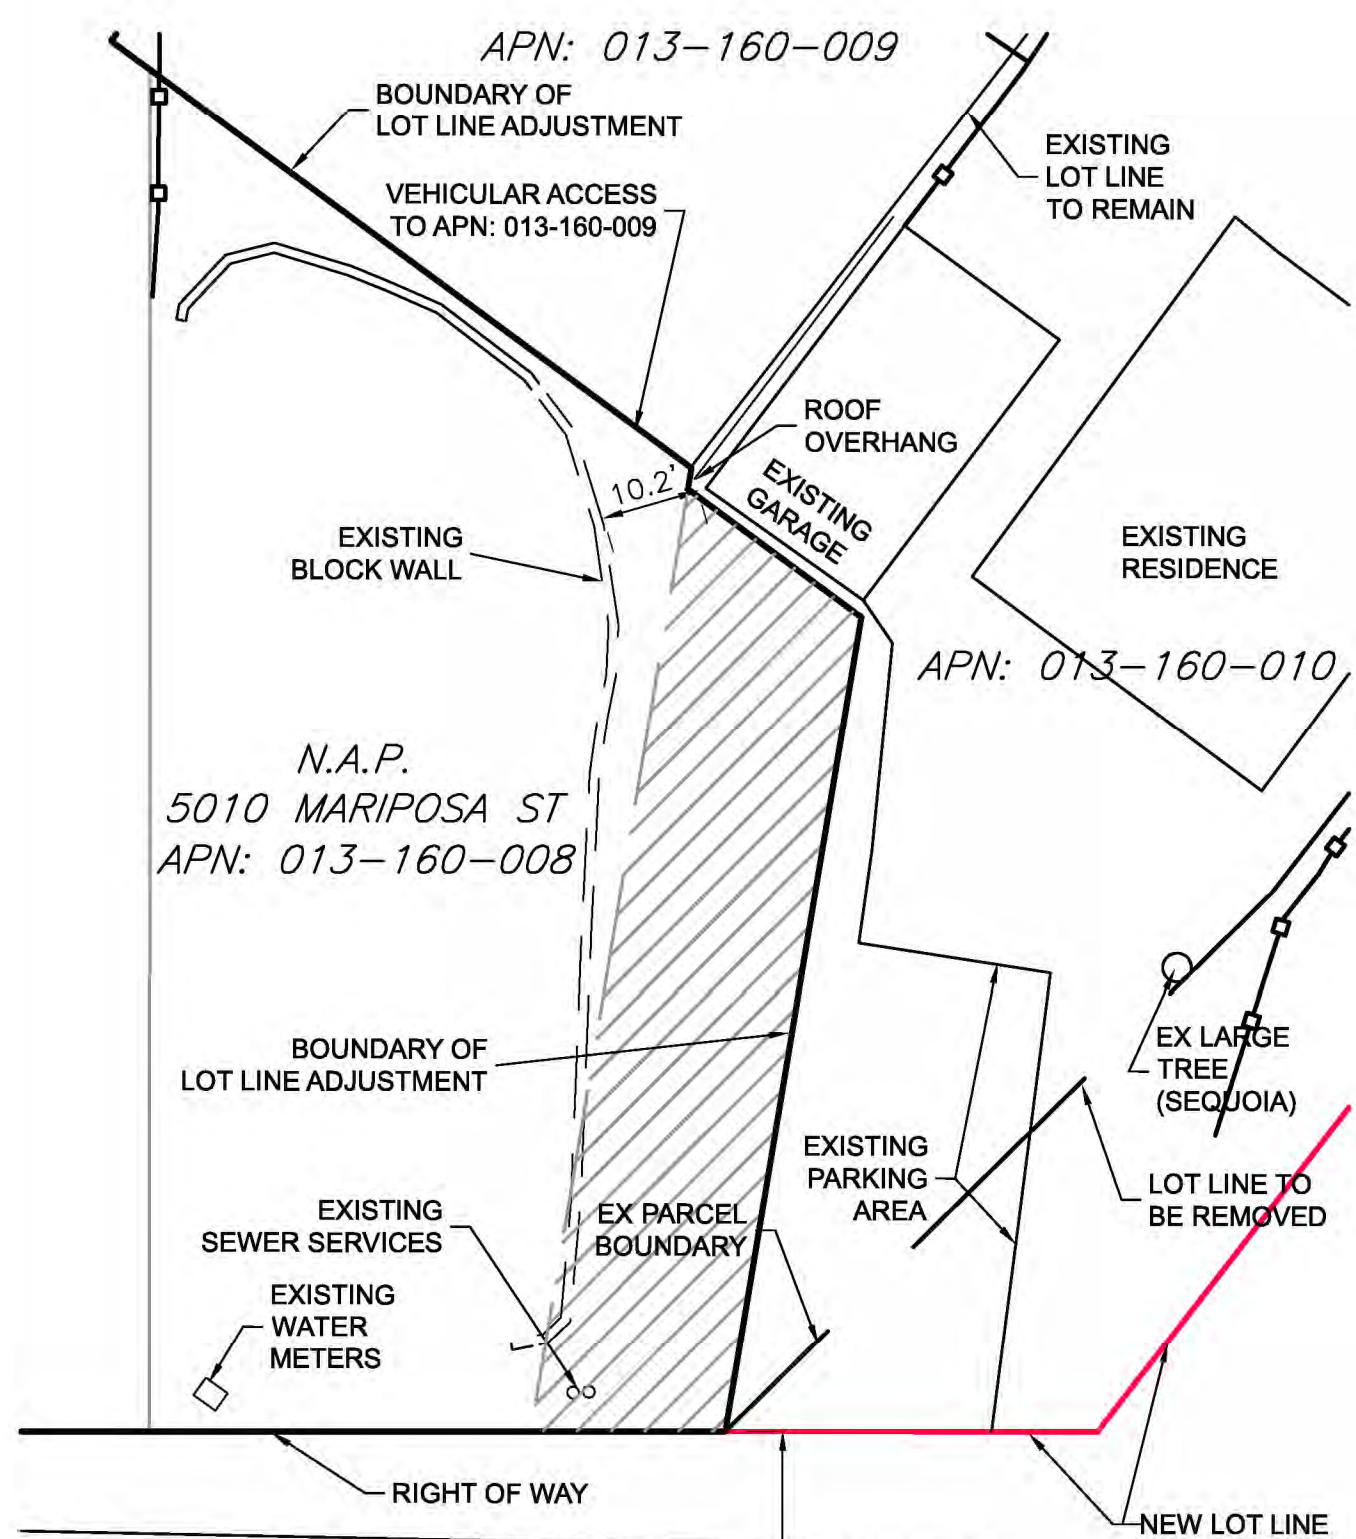 APN: 013-160-009
BOUNDARY OF
LOT LINE ADJUSTMENT
EXISTING
LOT LINE
TO REMAIN
VEHICULAR ACCESS
TO APN: 013-160-009
ROOF
OVERHANG
EXISTING
GARAGE
10.2'
EXISTING
BLOCK WALL
EXISTING
RESIDENCE
APN: 013-160-010
N.A.P.
5010 MARIPOSA ST
APN: 013-160-008
BOUNDARY OF
LOT LINE ADJUSTMENT
EX LARGE
TREE
(SEQUOIA)
EXISTING
PARKING
AREA
LOT LINE TO
BE REMOVED
EXISTING
SEWER SERVICES
EX PARCEL
BOUNDARY
EXISTING
WATER
METERS
RIGHT OF WAY
NEW LOT LINE